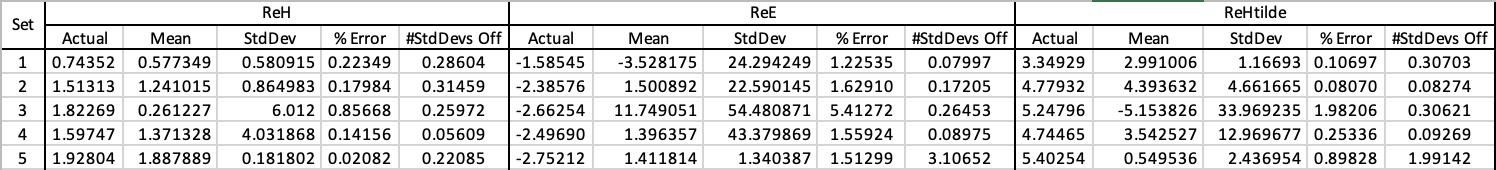 Set ReH ReE ReHtilde
Actual Mean StdDev % Error #StdDevs Off Actual Mean StdDev % Error #StdDevs Off Actual Mean StdDev % Error #StdDevs Off
1 0.74352 0.577349 0.580915 0.22349 0.28604 -1.58545 -3.528175 24.294249 1.22535 0.07997 3.34929 2.991006 1.16693 0.10697 0.30703
2 1.51313 1.241015 0.864983 0.17984 0.31459 -2.38576 1.500892 22.590145 1.62910 0.17205 4.77932 4.393632 4.661665 0.08070 0.08274
3 1.82269 0.261227 6.012 0.85668 0.25972 -2.66254 11.749051 54.480871 5.41272 0.26453 5.24796 -5.153826 33.969235 1.98206 0.30621
4 1.59747 1.371328 4.031868 0.14156 0.05609 -2.49690 1.396357 43.379869 1.55924 0.08975 4.74465 3.542527 12.969677 0.25336 0.09269
5 1.92804 1.887889 0.181802 0.02082 0.22085 -2.75212 1.411814 1.340387 1.51299 3.10652 5.40254 0.549536 2.436954 0.89828 1.99142